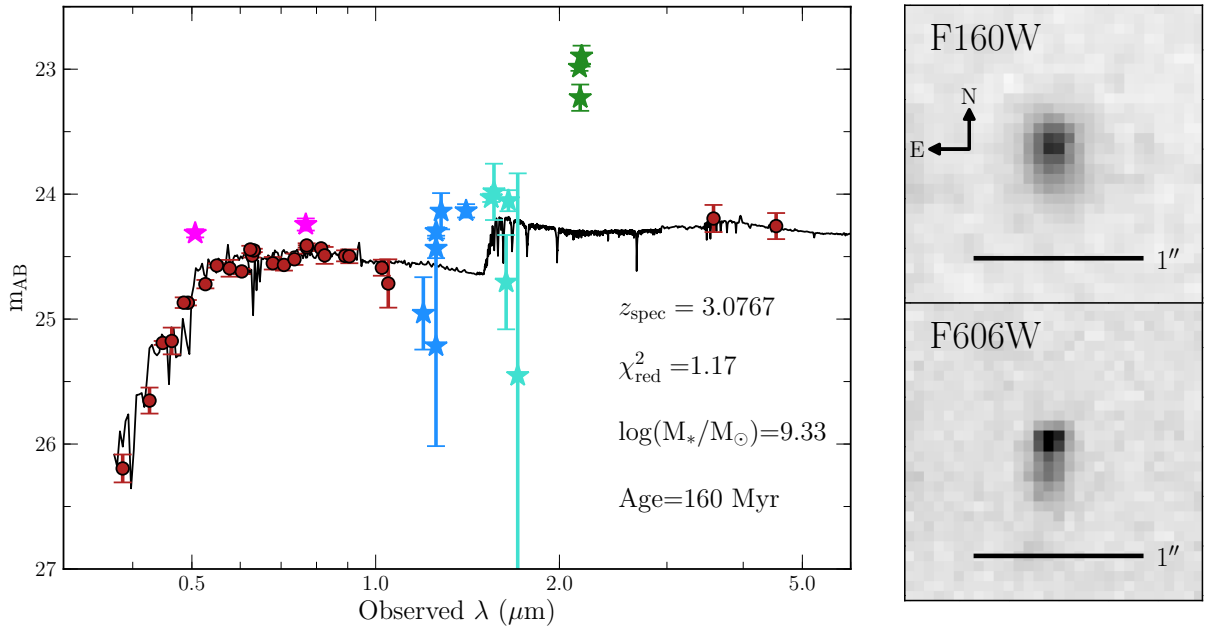 m_AB
23
24
25
26
27
0.5
1.0
2.0
5.0
Observed λ (μm)
z_spec = 3.0767
χ²_red =1.17
log(M_*/M_⊙)=9.33
Age=160 Myr
F160W
N
E
1″
F606W
1″